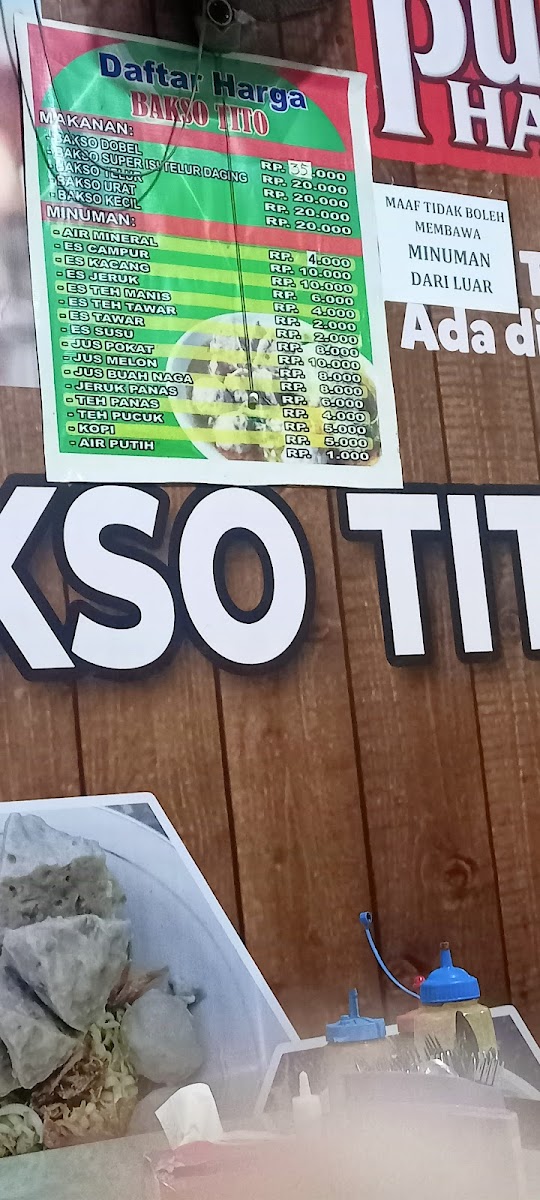 Daftar Harga
BAKSO TITO
MAKANAN:
- BAKSO DOBEL RP. 35.000
- BAKSO SUPER ISI TELUR DAGING RP. 20.000
- BAKSO TELUR RP. 20.000
- BAKSO URAT RP. 20.000
- BAKSO KECIL RP. 20.000
MINUMAN:
- AIR MINERAL RP. 4.000
- ES CAMPUR RP. 10.000
- ES KACANG RP. 10.000
- ES JERUK RP. 6.000
- ES TEH MANIS RP. 4.000
- ES TEH TAWAR RP. 2.000
- ES TAWAR RP. 2.000
- ES SUSU RP. 6.000
- JUS POKAT RP. 10.000
- JUS MELON RP. 8.000
- JUS BUAH NAGA RP. 8.000
- JERUK PANAS RP. 6.000
- TEH PANAS RP. 4.000
- TEH PUCUK RP. 5.000
- KOPI RP. 5.000
- AIR PUTIH RP. 1.000
pu
HA
MAAF TIDAK BOLEH
MEMBAWA
MINUMAN
DARI LUAR
T
Ada di
KSO TIT